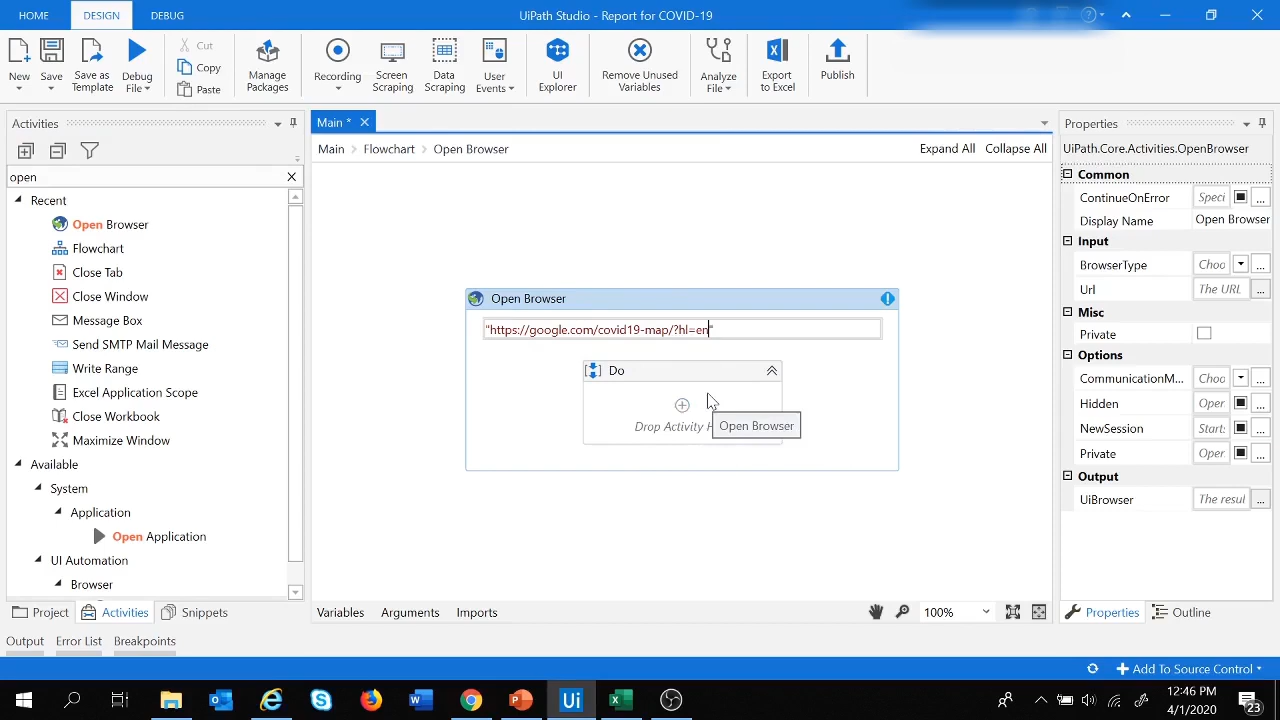 HOME DESIGN DEBUG UiPath Studio - Report for COVID-19
New Save Save as Template Debug File Cut Copy Paste Manage Packages Recording Screen Scraping Data Scraping User Events UI Explorer Remove Unused Variables Analyze File Export to Excel Publish
Activities
open
Recent
Open Browser
Flowchart
Close Tab
Close Window
Message Box
Send SMTP Mail Message
Write Range
Excel Application Scope
Close Workbook
Maximize Window
Available
System
Application
Open Application
UI Automation
Browser
Project Activities Snippets
Main *
Main > Flowchart > Open Browser Expand All Collapse All
Open Browser
"https://google.com/covid19-map/?hl=en"
Do
Drop Activity H
Open Browser
Variables Arguments Imports 100%
Properties
UiPath.Core.Activities.OpenBrowser
Common
ContinueOnError Speci ...
Display Name Open Browser
Input
BrowserType Choo ...
Url The URL ...
Misc
Private
Options
CommunicationM... Choo ...
Hidden Oper ...
NewSession Start: ...
Private Oper ...
Output
UiBrowser The resul ...
Properties Outline
Output Error List Breakpoints
Add To Source Control
12:46 PM
4/1/2020
23